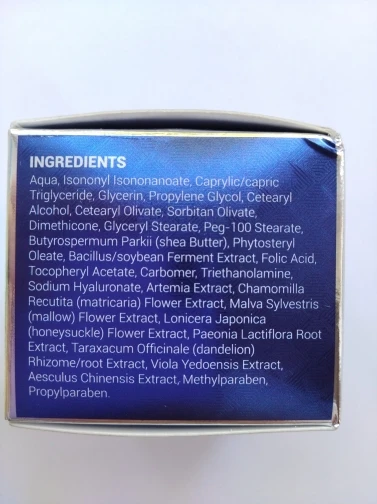 INGREDIENTS
Aqua, Isononyl Isononanoate, Caprylic/capric
Triglyceride, Glycerin, Propylene Glycol, Cetearyl
Alcohol, Cetearyl Olivate, Sorbitan Olivate,
Dimethicone, Glyceryl Stearate, Peg-100 Stearate,
Butyrospermum Parkii (shea Butter), Phytosteryl
Oleate, Bacillus/soybean Ferment Extract, Folic Acid,
Tocopheryl Acetate, Carbomer, Triethanolamine,
Sodium Hyaluronate, Artemia Extract, Chamomilla
Recutita (matricaria) Flower Extract, Malva Sylvestris
(mallow) Flower Extract, Lonicera Japonica
(honeysuckle) Flower Extract, Paeonia Lactiflora Root
Extract, Taraxacum Officinale (dandelion)
Rhizome/root Extract, Viola Yedoensis Extract,
Aesculus Chinensis Extract, Methylparaben,
Propylparaben.